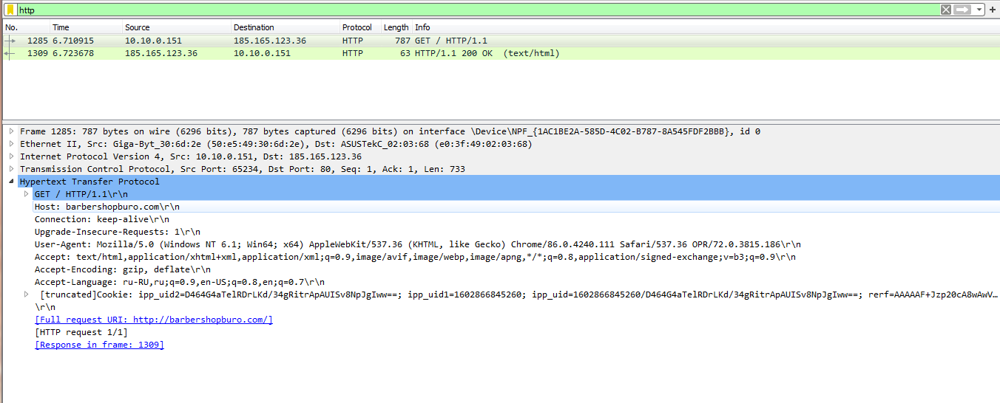 http
No. Time Source Destination Protocol Length Info
1285 6.710915 10.10.0.151 185.165.123.36 HTTP 787 GET / HTTP/1.1
1309 6.723678 185.165.123.36 10.10.0.151 HTTP 63 HTTP/1.1 200 OK (text/html)
Frame 1285: 787 bytes on wire (6296 bits), 787 bytes captured (6296 bits) on interface \Device\NPF_{1AC1BE2A-585D-4C02-B787-8A545FDF2BBB}, id 0
Ethernet II, Src: Giga-Byt_30:6d:2e (50:e5:49:30:6d:2e), Dst: ASUSTekC_02:03:68 (e0:3f:49:02:03:68)
Internet Protocol Version 4, Src: 10.10.0.151, Dst: 185.165.123.36
Transmission Control Protocol, Src Port: 65234, Dst Port: 80, Seq: 1, Ack: 1, Len: 733
Hypertext Transfer Protocol
GET / HTTP/1.1\r\n
Host: barbershopburo.com\r\n
Connection: keep-alive\r\n
Upgrade-Insecure-Requests: 1\r\n
User-Agent: Mozilla/5.0 (Windows NT 6.1; Win64; x64) AppleWebKit/537.36 (KHTML, like Gecko) Chrome/86.0.4240.111 Safari/537.36 OPR/72.0.3815.186\r\n
Accept: text/html,application/xhtml+xml,application/xml;q=0.9,image/avif,image/webp,image/apng,*/*;q=0.8,application/signed-exchange;v=b3;q=0.9\r\n
Accept-Encoding: gzip, deflate\r\n
Accept-Language: ru-RU,ru;q=0.9,en-US;q=0.8,en;q=0.7\r\n
[truncated]Cookie: ipp_uid2=D464G4aTelRDrLKd/34gRitrApAUISv8NpJgIww==; ipp_uid1=1602866845260; ipp_uid=1602866845260/D464G4aTelRDrLKd/34gRitrApAUISv8NpJgIww==; rerf=AAAAAF+Jzp20cA8wAwV…
\r\n
[Full request URI: http://barbershopburo.com/]
[HTTP request 1/1]
[Response in frame: 1309]